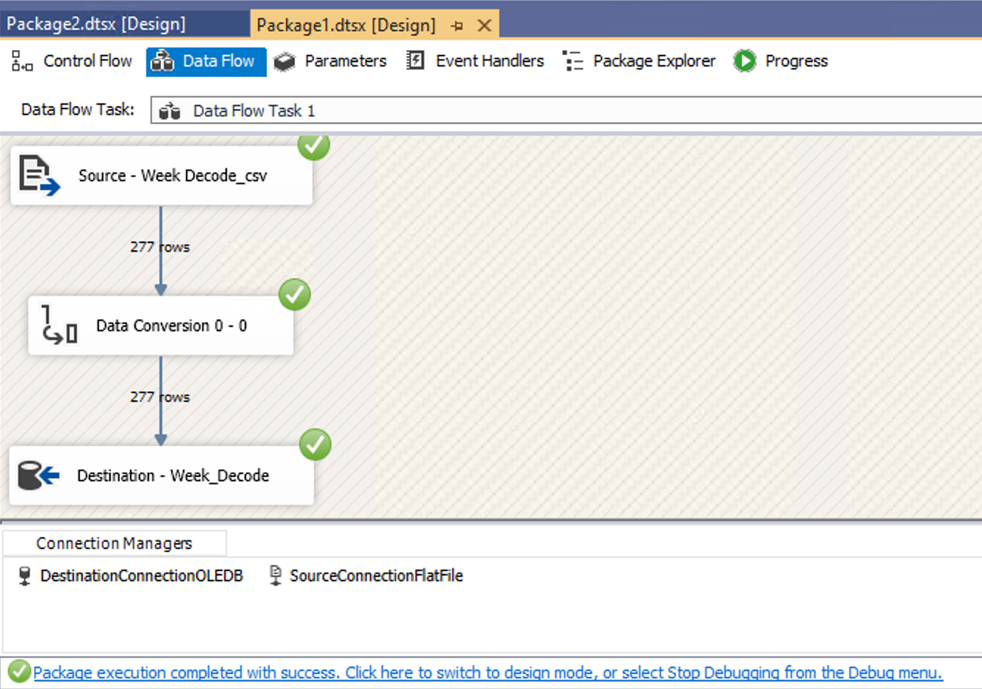 Package2.dtsx [Design] Package1.dtsx [Design]
Control Flow Data Flow Parameters Event Handlers Package Explorer Progress
Data Flow Task: Data Flow Task 1
Source - Week Decode_csv
277 rows
Data Conversion 0 - 0
277 rows
Destination - Week_Decode
Connection Managers
DestinationConnectionOLEDB SourceConnectionFlatFile
Package execution completed with success. Click here to switch to design mode, or select Stop Debugging from the Debug menu.